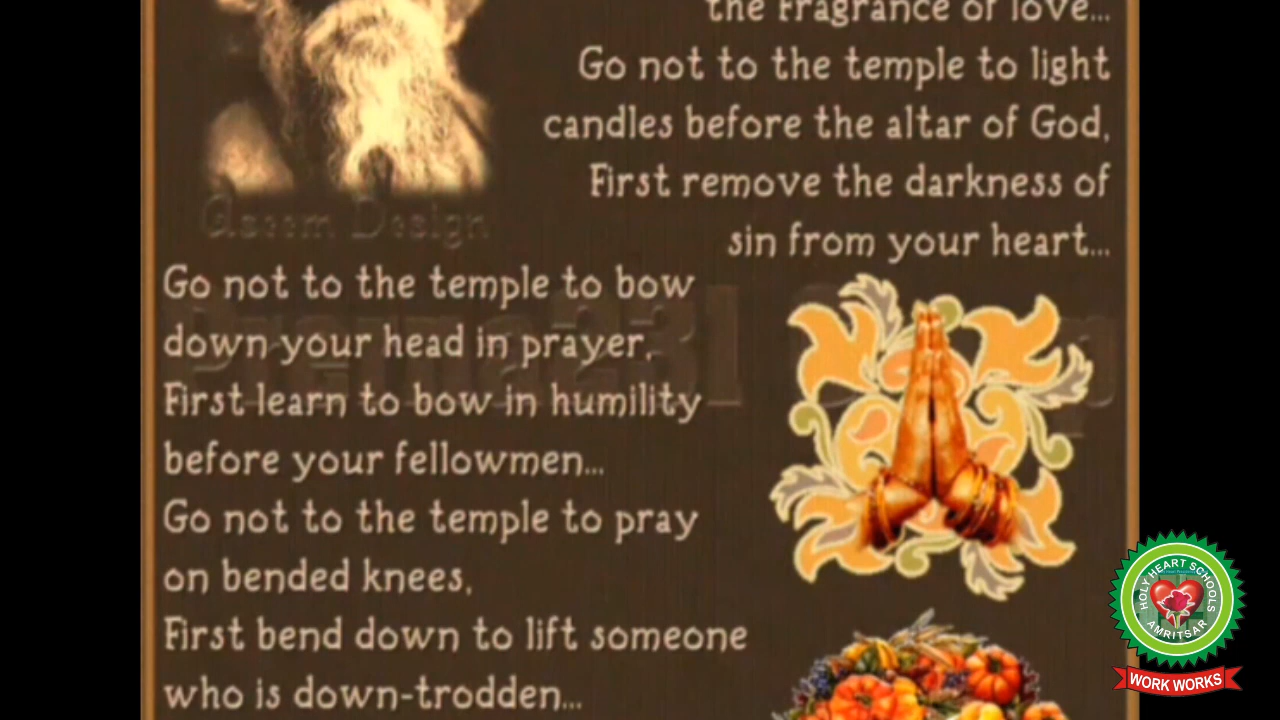 the Fragrance of love...
Go not to the temple to light
candles before the altar of God,
First remove the darkness of
sin from your heart...
Aseem Design
Go not to the temple to bow
down your head in prayer,
First learn to bow in humility
before your fellowmen...
Go not to the temple to pray
on bended knees,
First bend down to lift someone
who is down-trodden...
HOLY HEART SCHOOLS
AMRITSAR
WORK WORKS